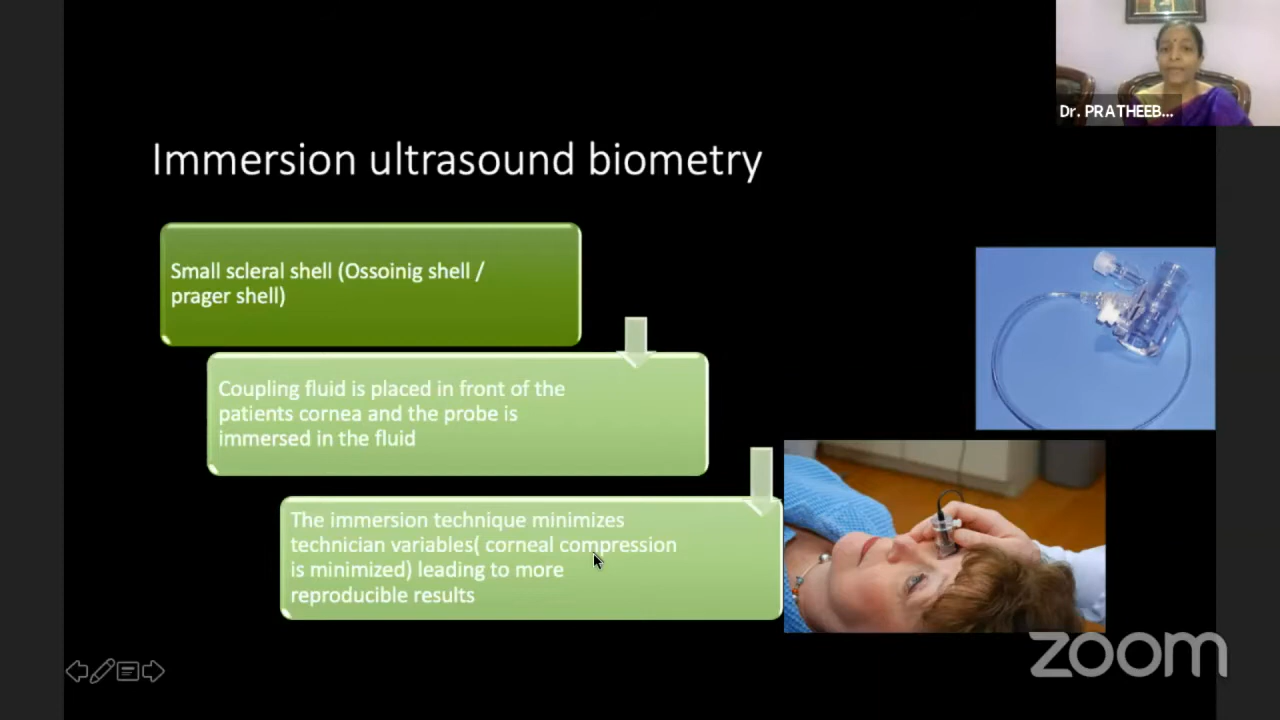 Dr. PRATHEEB...
Immersion ultrasound biometry
Small scleral shell (Ossoinig shell /
prager shell)
Coupling fluid is placed in front of the
patients cornea and the probe is
immersed in the fluid
The immersion technique minimizes
technician variables( corneal compression
is minimized) leading to more
reproducible results
zoom